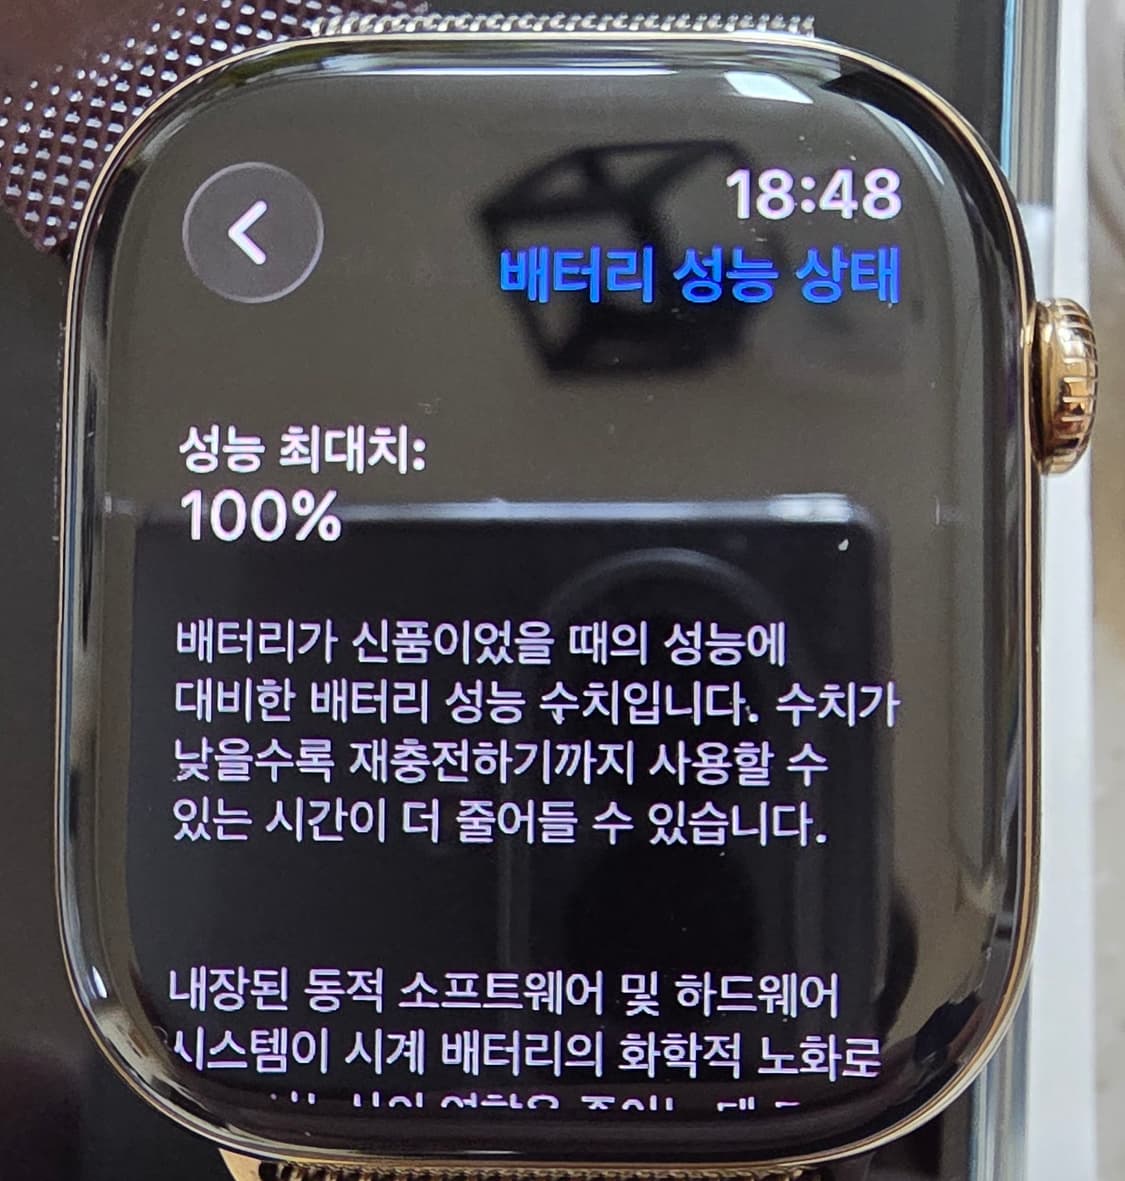 18:48
배터리 성능 상태
성능 최대치:
100%
배터리가 신품이었을 때의 성능에
대비한 배터리 성능 수치입니다. 수치가
낮을수록 재충전하기까지 사용할 수
있는 시간이 더 줄어들 수 있습니다.
내장된 동적 소프트웨어 및 하드웨어
시스템이 시계 배터리의 화학적 노화로